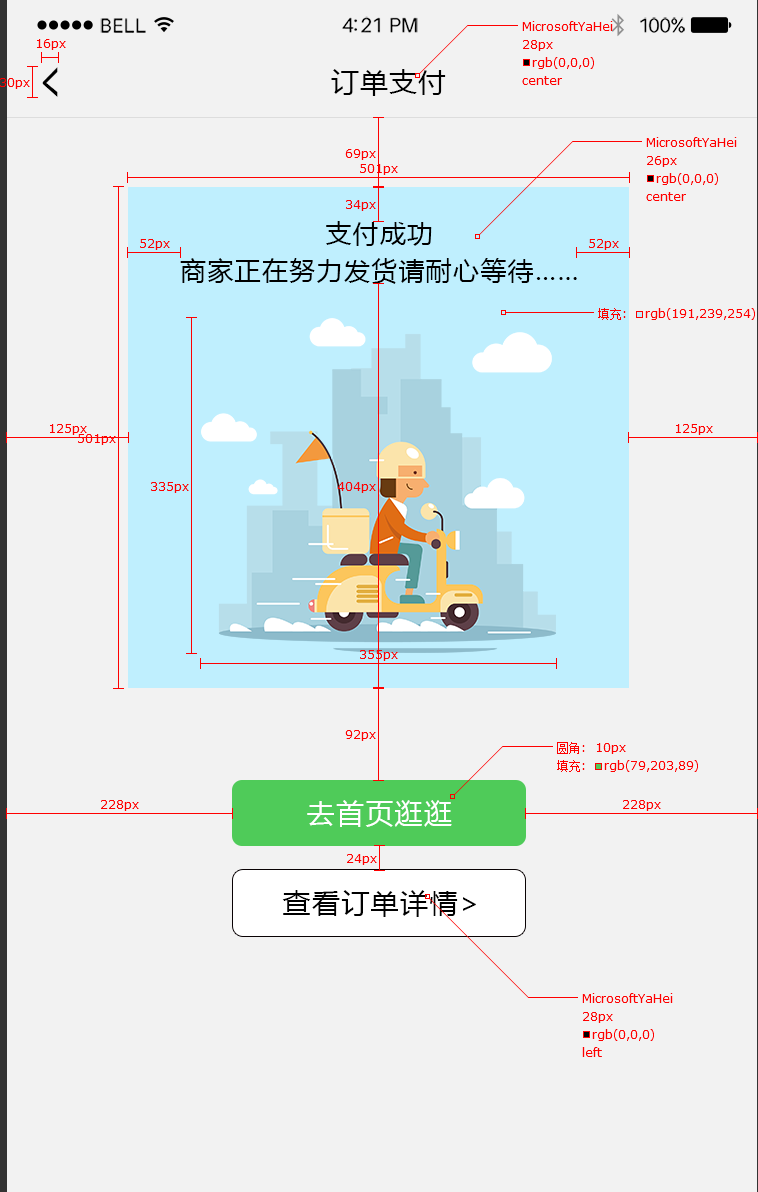 ●●●●● BELL 4:21 PM 100%
MicrosoftYaHei
28px
rgb(0,0,0)
center
16px
30px
订单支付
69px
501px
MicrosoftYaHei
26px
rgb(0,0,0)
center
34px
支付成功
52px 52px
商家正在努力发货请耐心等待……
填充: rgb(191,239,254)
125px 501px 125px
335px 404px
355px
92px
圆角: 10px
填充: rgb(79,203,89)
228px 去首页逛逛 228px
24px
查看订单详情>
MicrosoftYaHei
28px
rgb(0,0,0)
left